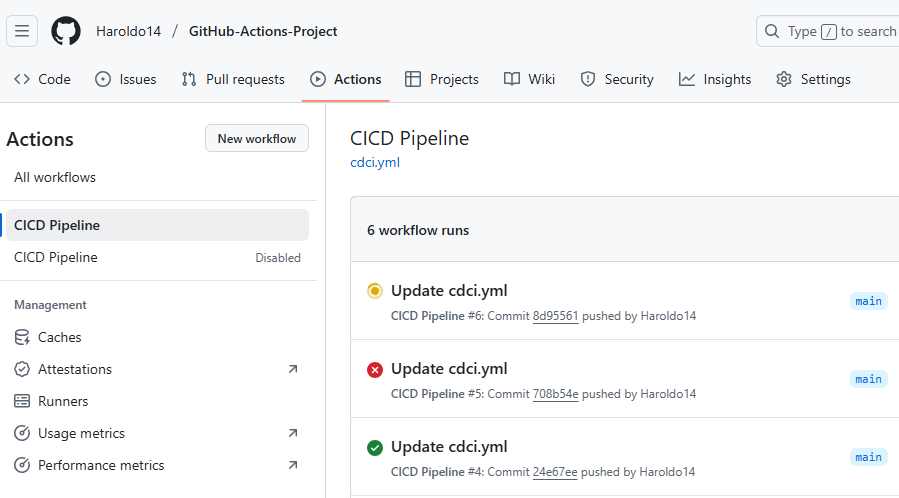 Haroldo14 / GitHub-Actions-Project
Type / to search
Code Issues Pull requests Actions Projects Wiki Security Insights Settings
Actions
New workflow
All workflows
CICD Pipeline
CICD Pipeline Disabled
Management
Caches
Attestations
Runners
Usage metrics
Performance metrics
CICD Pipeline
cdci.yml
6 workflow runs
Update cdci.yml
CICD Pipeline #6: Commit 8d95561 pushed by Haroldo14
main
Update cdci.yml
CICD Pipeline #5: Commit 708b54e pushed by Haroldo14
main
Update cdci.yml
CICD Pipeline #4: Commit 24e67ee pushed by Haroldo14
main